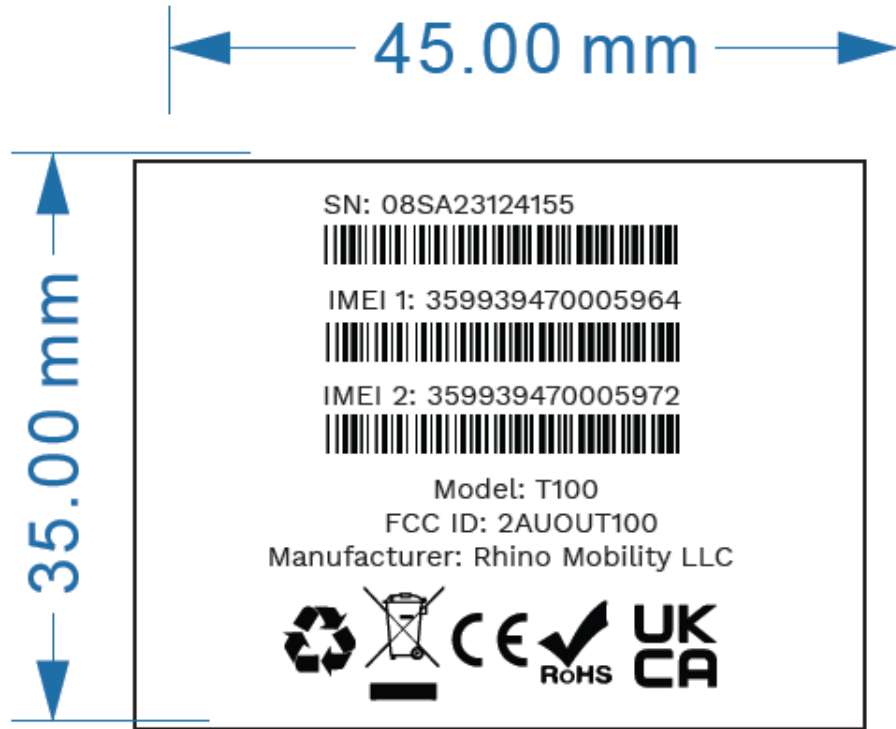 45.00 mm
35.00 mm
SN: 08SA23124155
IMEI 1: 359939470005964
IMEI 2: 359939470005972
Model: T100
FCC ID: 2AUOUT100
Manufacturer: Rhino Mobility LLC
CE
RoHS
UK
CA